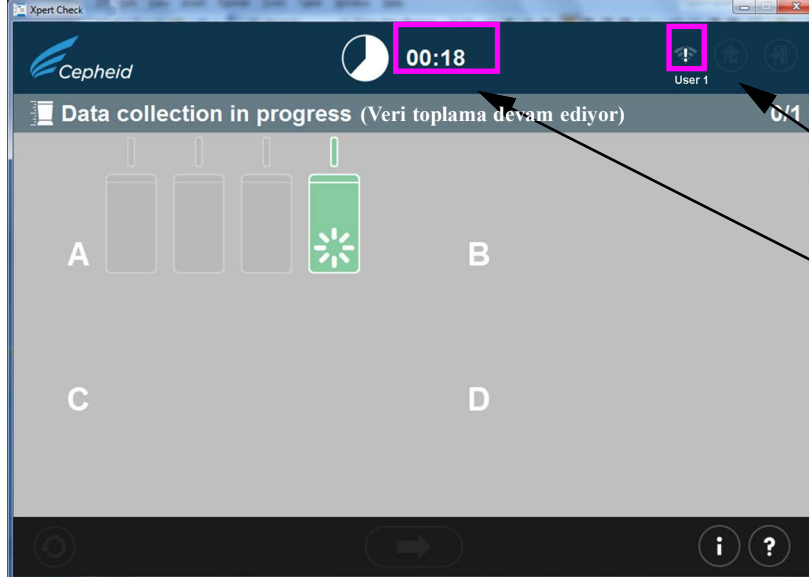 Xpert Check
Cepheid
00:18
User 1
Data collection in progress (Veri toplama devam ediyor)
0/1
A
B
C
D
i
?